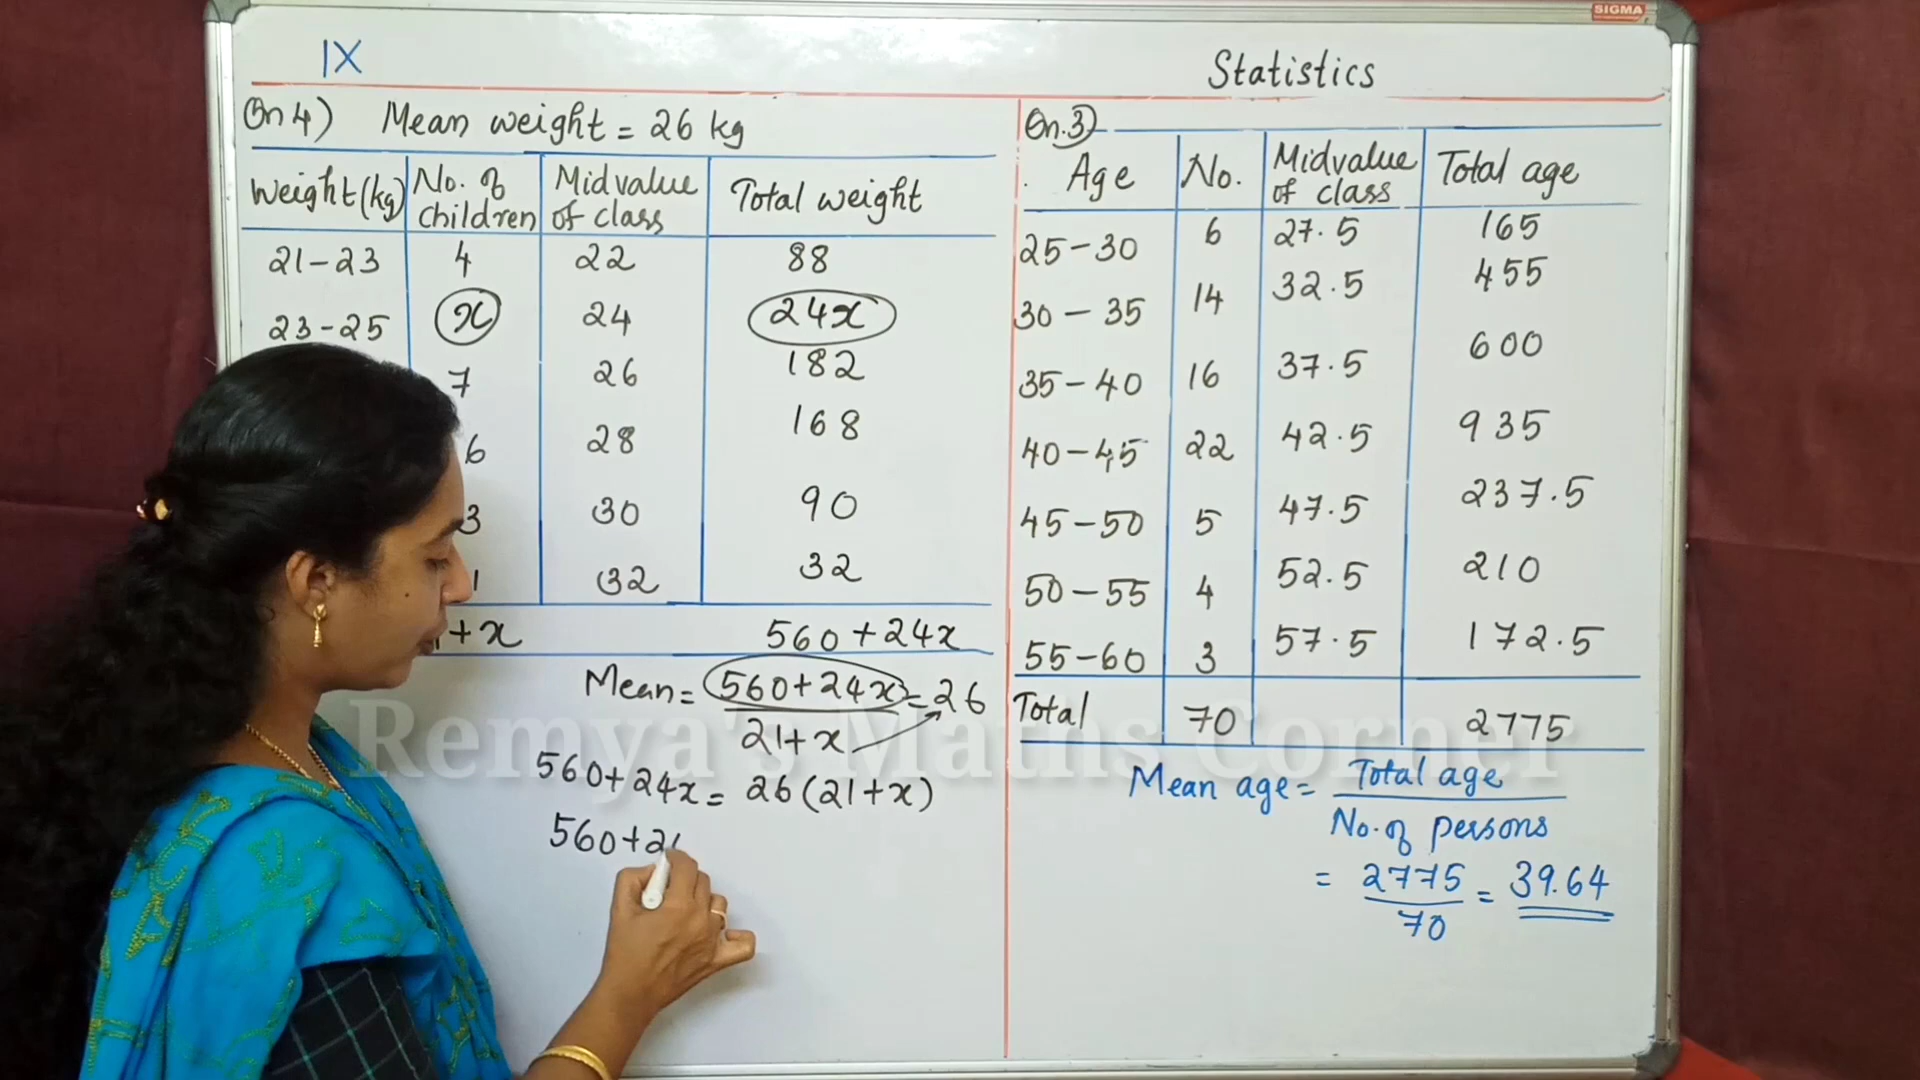 SIGMA
IX
Statistics
Qn 4) Mean weight = 26 kg
Weight(kg) No. of children Midvalue of class Total weight
21-23 4 22 88
23-25 x 24 24x
7 26 182
6 28 168
3 30 90
1 32 32
+x 560+24x
Mean = 560+24x / 21+x = 26
560+24x = 26(21+x)
560+2
Qn.3)
Age No. Midvalue of class Total age
25-30 6 27.5 165
30-35 14 32.5 455
35-40 16 37.5 600
40-45 22 42.5 935
45-50 5 47.5 237.5
50-55 4 52.5 210
55-60 3 57.5 172.5
Total 70 2775
Mean age = Total age / No. of persons
= 2775 / 70 = 39.64
Remya's Maths Corner